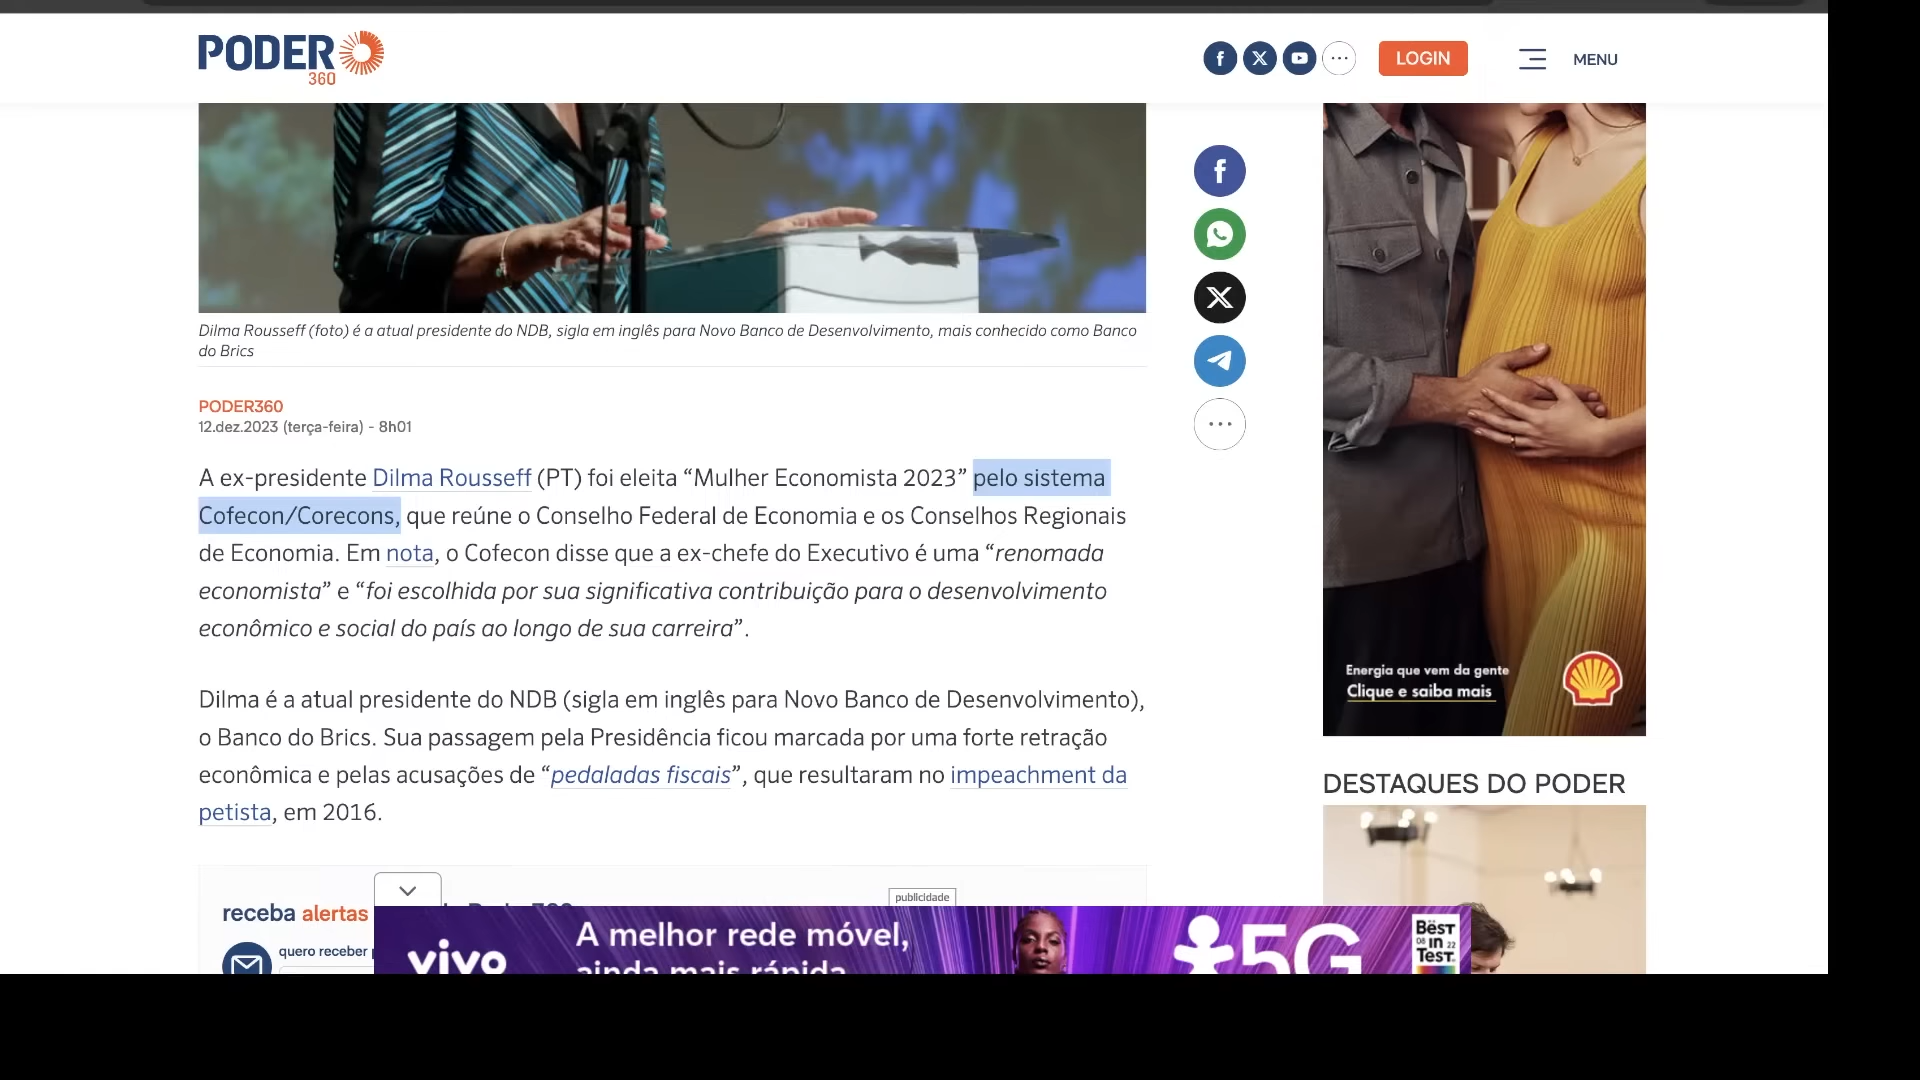 PODER
360
LOGIN
MENU
Dilma Rousseff (foto) é a atual presidente do NDB, sigla em inglês para Novo Banco de Desenvolvimento, mais conhecido como Banco
do Brics
PODER360
12.dez.2023 (terça-feira) - 8h01
A ex-presidente Dilma Rousseff (PT) foi eleita “Mulher Economista 2023” pelo sistema
Cofecon/Corecons, que reúne o Conselho Federal de Economia e os Conselhos Regionais
de Economia. Em nota, o Cofecon disse que a ex-chefe do Executivo é uma “renomada
economista” e “foi escolhida por sua significativa contribuição para o desenvolvimento
econômico e social do país ao longo de sua carreira”.
Dilma é a atual presidente do NDB (sigla em inglês para Novo Banco de Desenvolvimento),
o Banco do Brics. Sua passagem pela Presidência ficou marcada por uma forte retração
econômica e pelas acusações de “pedaladas fiscais”, que resultaram no impeachment da
petista, em 2016.
Energia que vem da gente
Clique e saiba mais
DESTAQUES DO PODER
publicidade
receba alertas
quero receber
vivo
A melhor rede móvel,
ainda mais rápida
5G
BEST
08 in 22
TEST